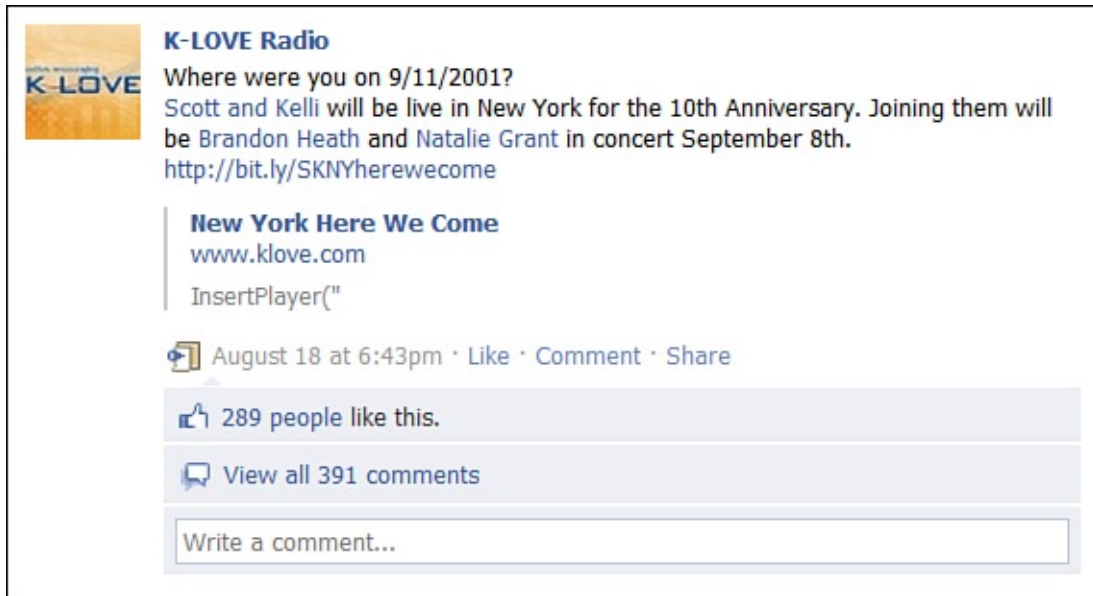 K-LOVE
K-LOVE Radio
Where were you on 9/11/2001?
Scott and Kelli will be live in New York for the 10th Anniversary. Joining them will
be Brandon Heath and Natalie Grant in concert September 8th.
http://bit.ly/SKNYherewecome
New York Here We Come
www.klove.com
InsertPlayer("
August 18 at 6:43pm · Like · Comment · Share
289 people like this.
View all 391 comments
Write a comment...